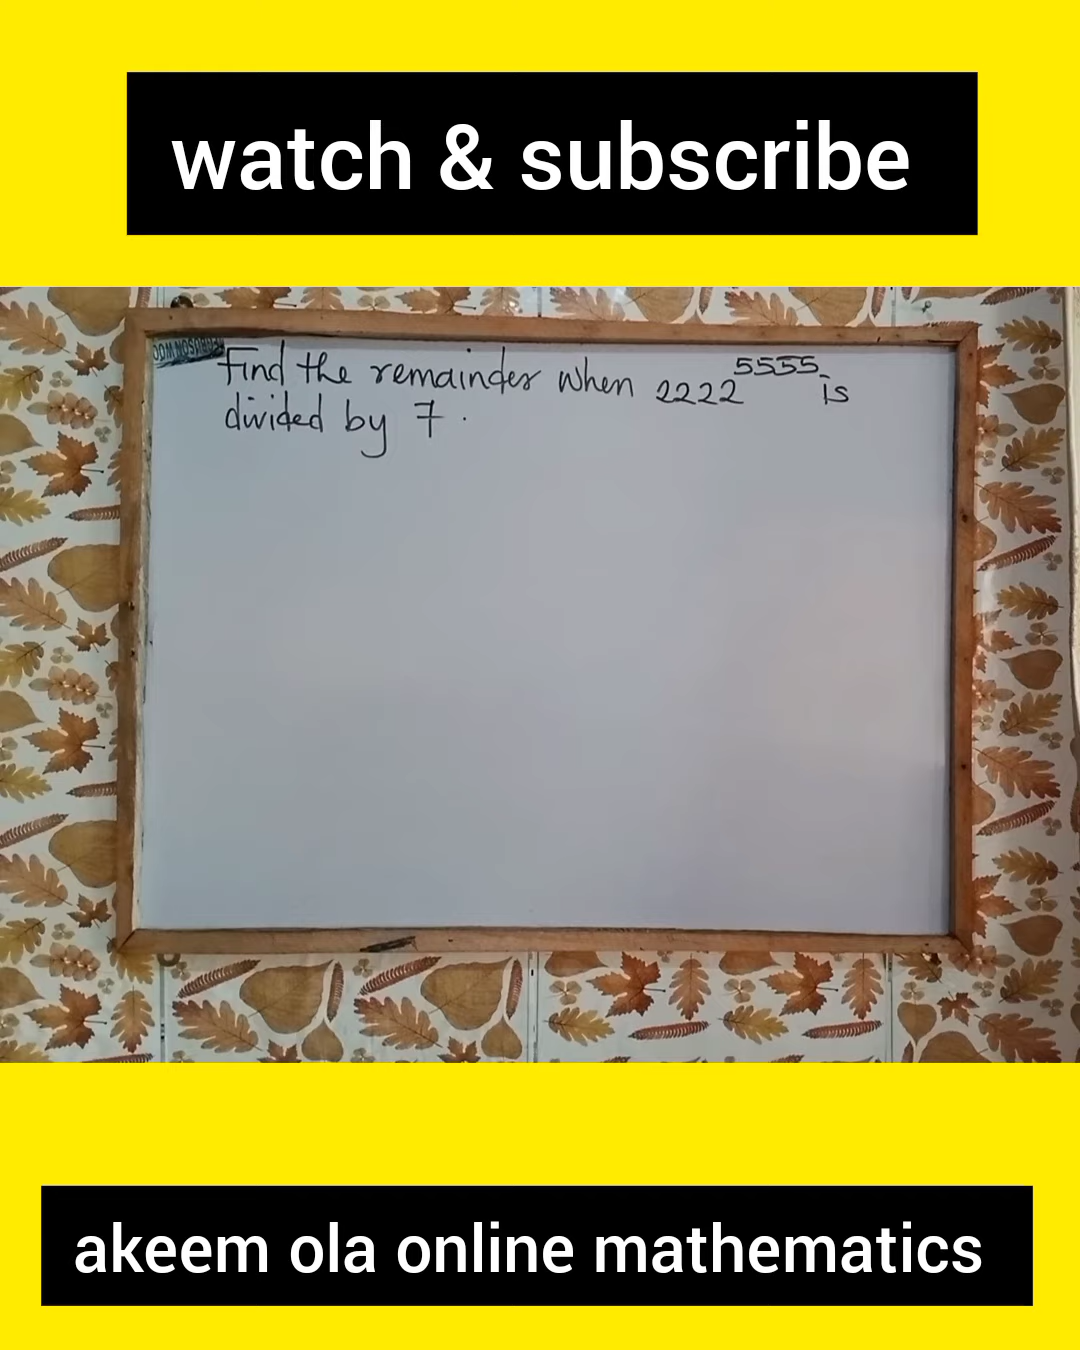 watch & subscribe
Find the remainder when 2222^5555 is
divided by 7.
akeem ola online mathematics